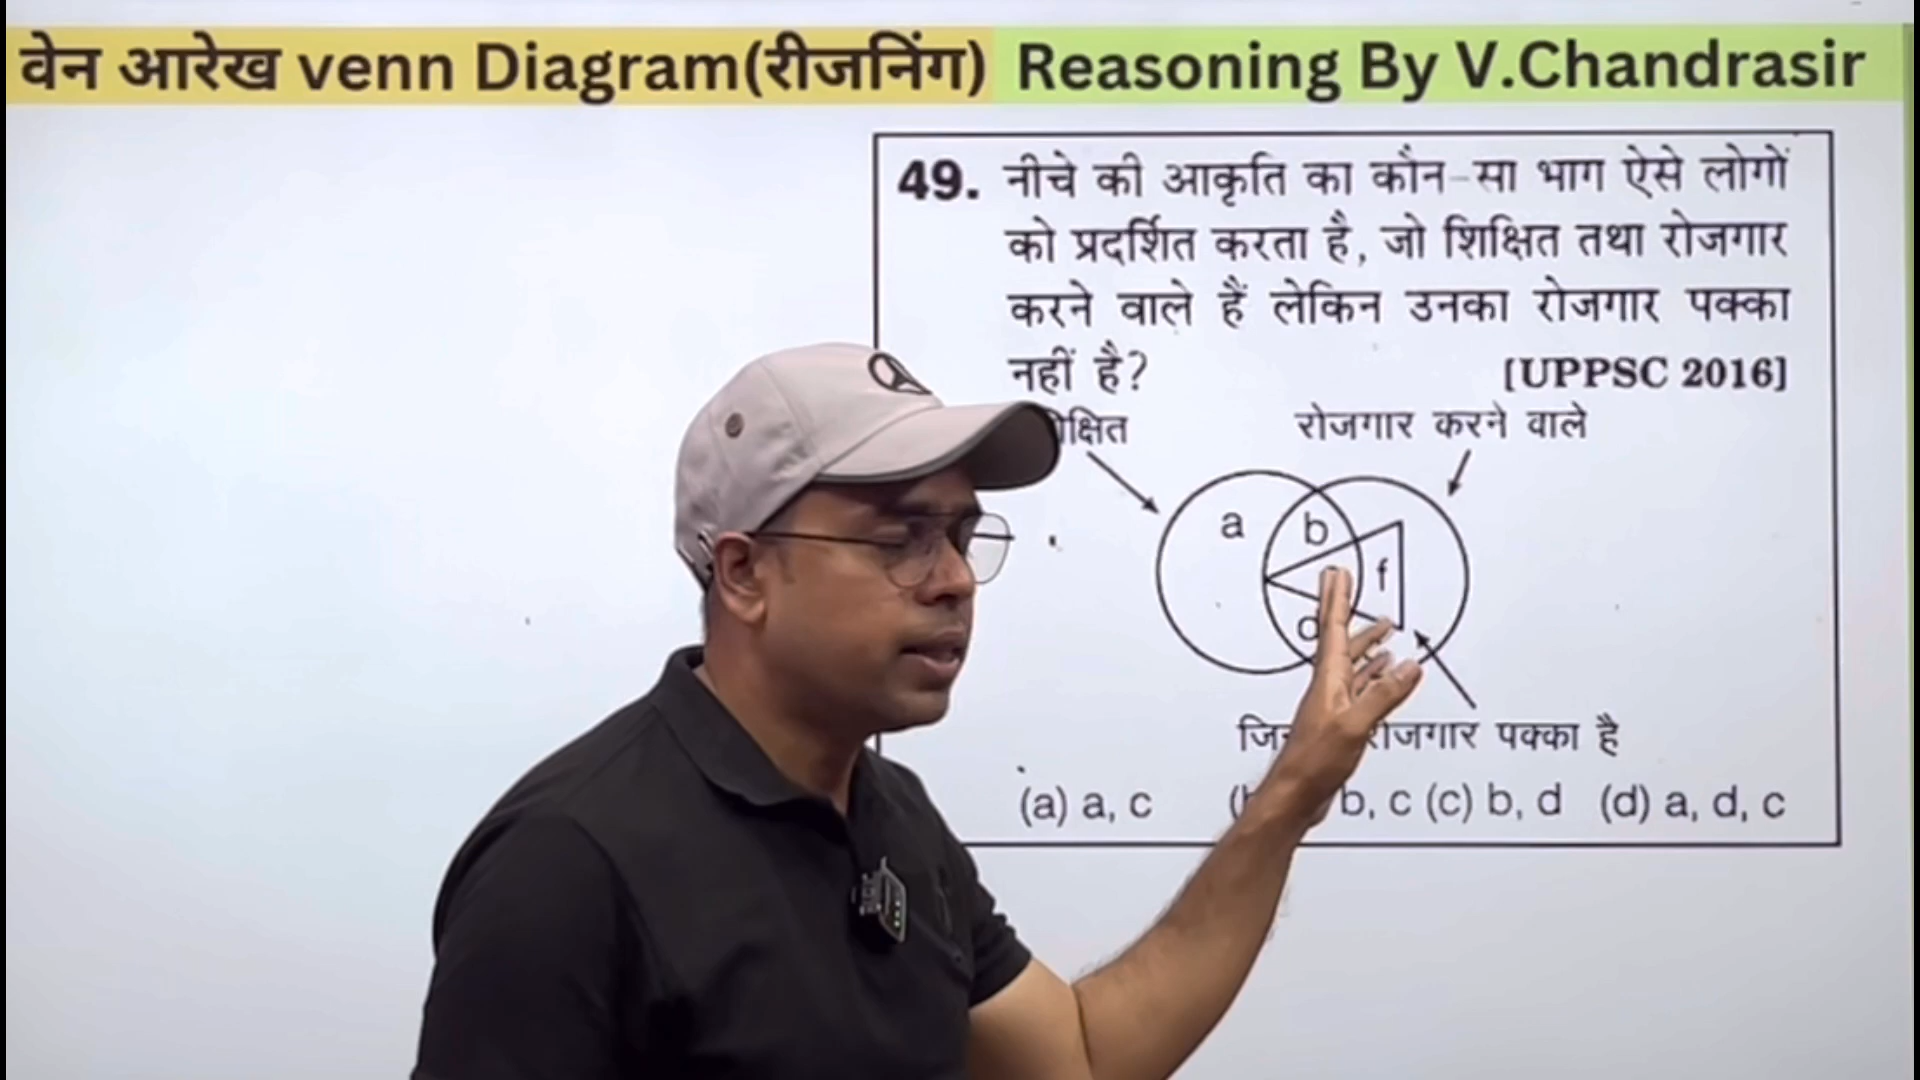 वेन आरेख venn Diagram(रीजनिंग) Reasoning By V.Chandrasir
49. नीचे की आकृति का कौन-सा भाग ऐसे लोगों
को प्रदर्शित करता है, जो शिक्षित तथा रोजगार
करने वाले हैं लेकिन उनका रोजगार पक्का
नहीं है? [UPPSC 2016]
रोजगार करने वाले
a b
f
d
पक्का है
(a) a, c b, c (c) b, d (d) a, d, c